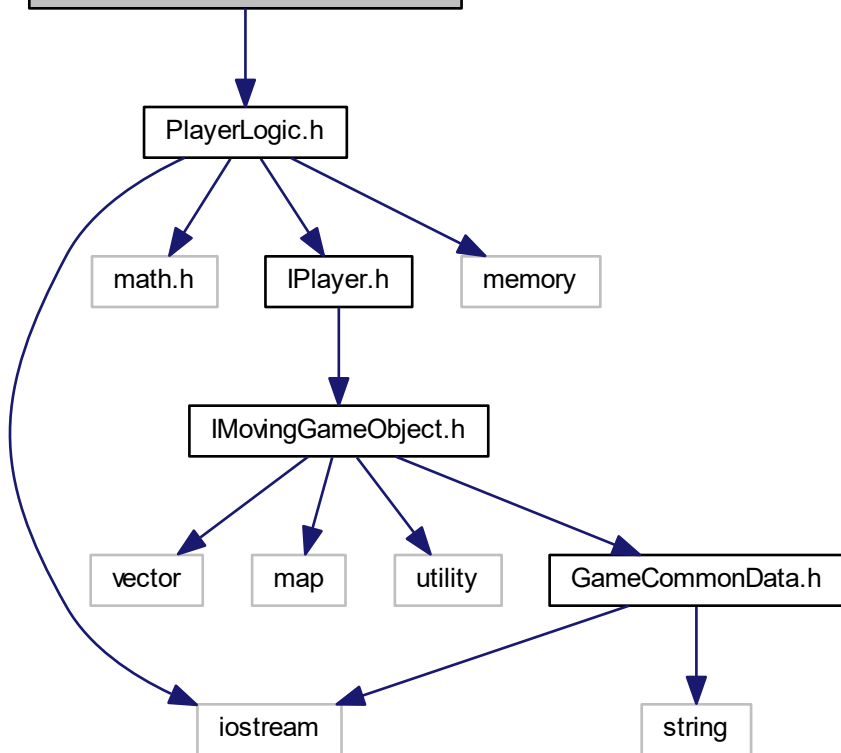 PlayerLogic.h
math.h
IPlayer.h
memory
IMovingGameObject.h
vector
map
utility
GameCommonData.h
iostream
string